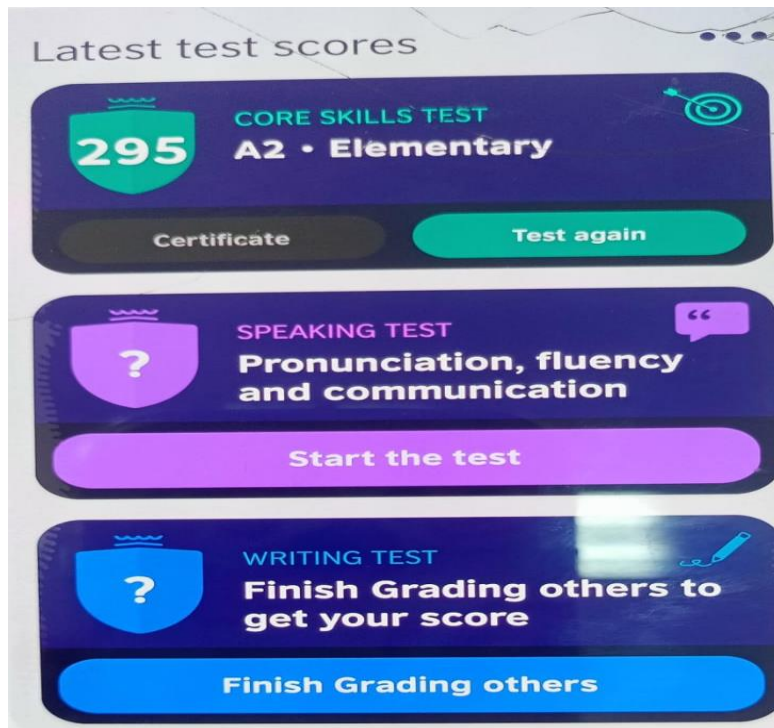 Latest test scores
295
CORE SKILLS TEST
A2 • Elementary
Certificate
Test again
?
SPEAKING TEST
“
Pronunciation, fluency
and communication
Start the test
?
WRITING TEST
Finish Grading others to
get your score
Finish Grading others